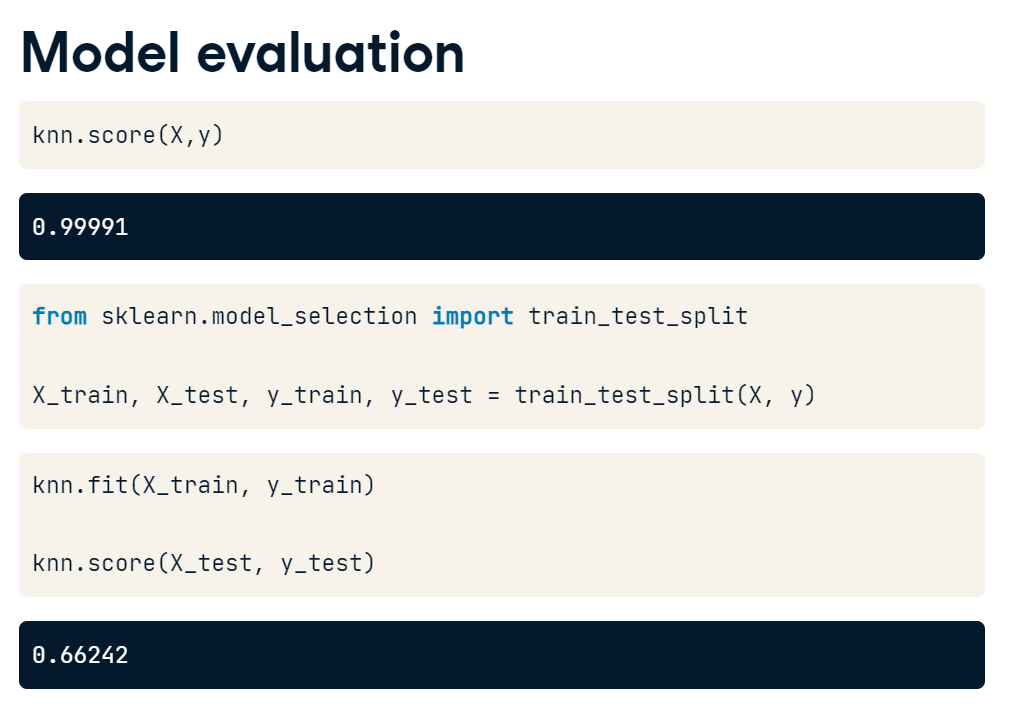 Model evaluation
knn.score(X,y)
0.99991
from sklearn.model_selection import train_test_split
X_train, X_test, y_train, y_test = train_test_split(X, y)
knn.fit(X_train, y_train)
knn.score(X_test, y_test)
0.66242